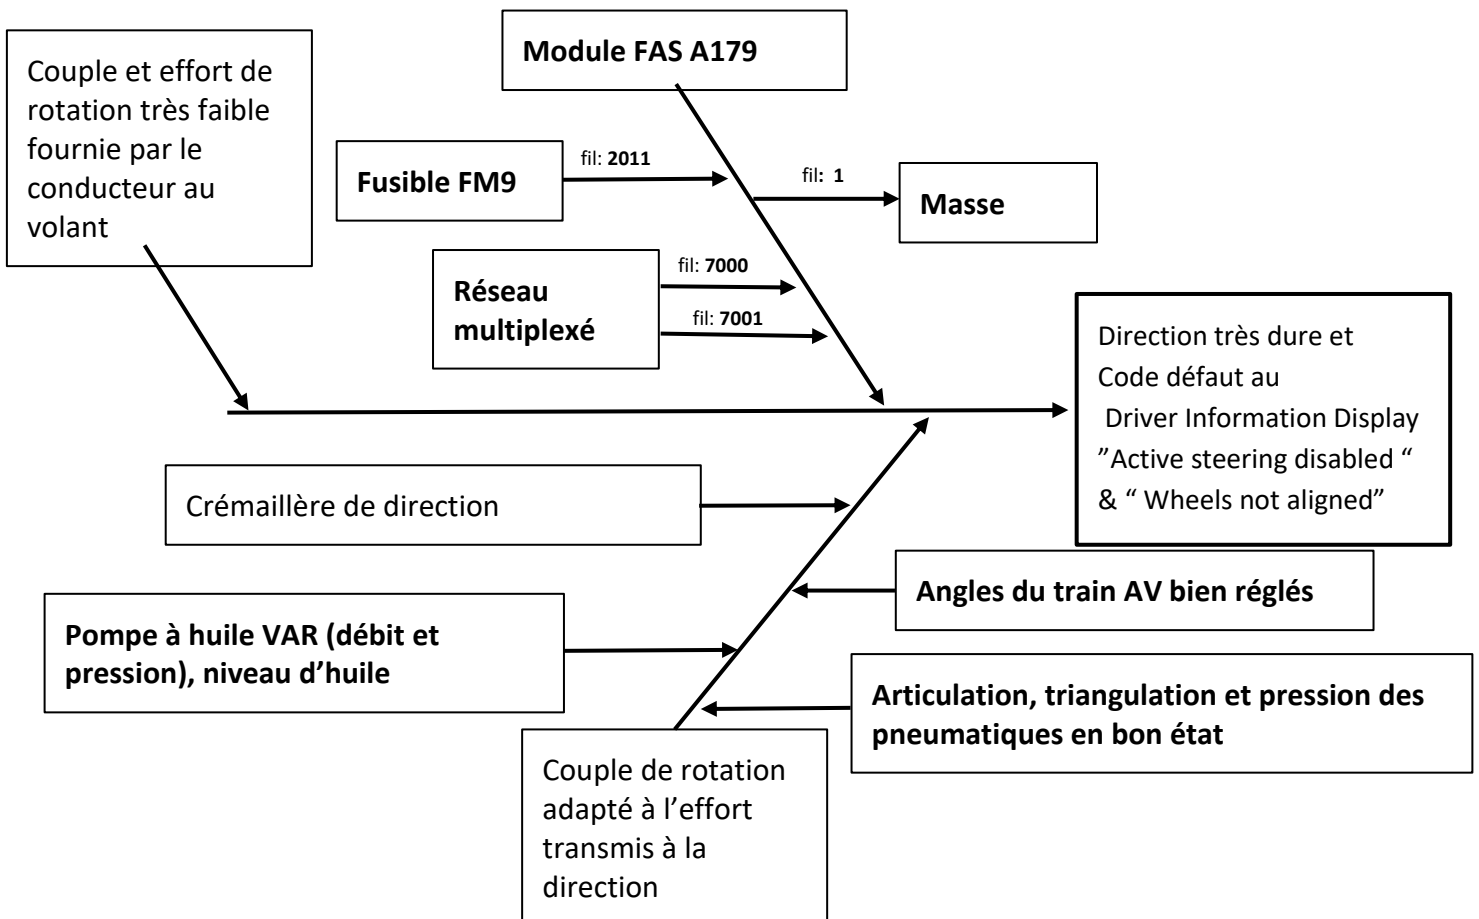 Module FAS A179
Couple et effort de
rotation très faible
fournie par le
conducteur au
volant
fil: 2011
Fusible FM9
fil: 1
Masse
fil: 7000
Réseau
multiplexé
fil: 7001
Direction très dure et
Code défaut au
Driver Information Display
”Active steering disabled “
& “ Wheels not aligned”
Crémaillère de direction
Angles du train AV bien réglés
Pompe à huile VAR (débit et
pression), niveau d’huile
Articulation, triangulation et pression des
pneumatiques en bon état
Couple de rotation
adapté à l’effort
transmis à la
direction